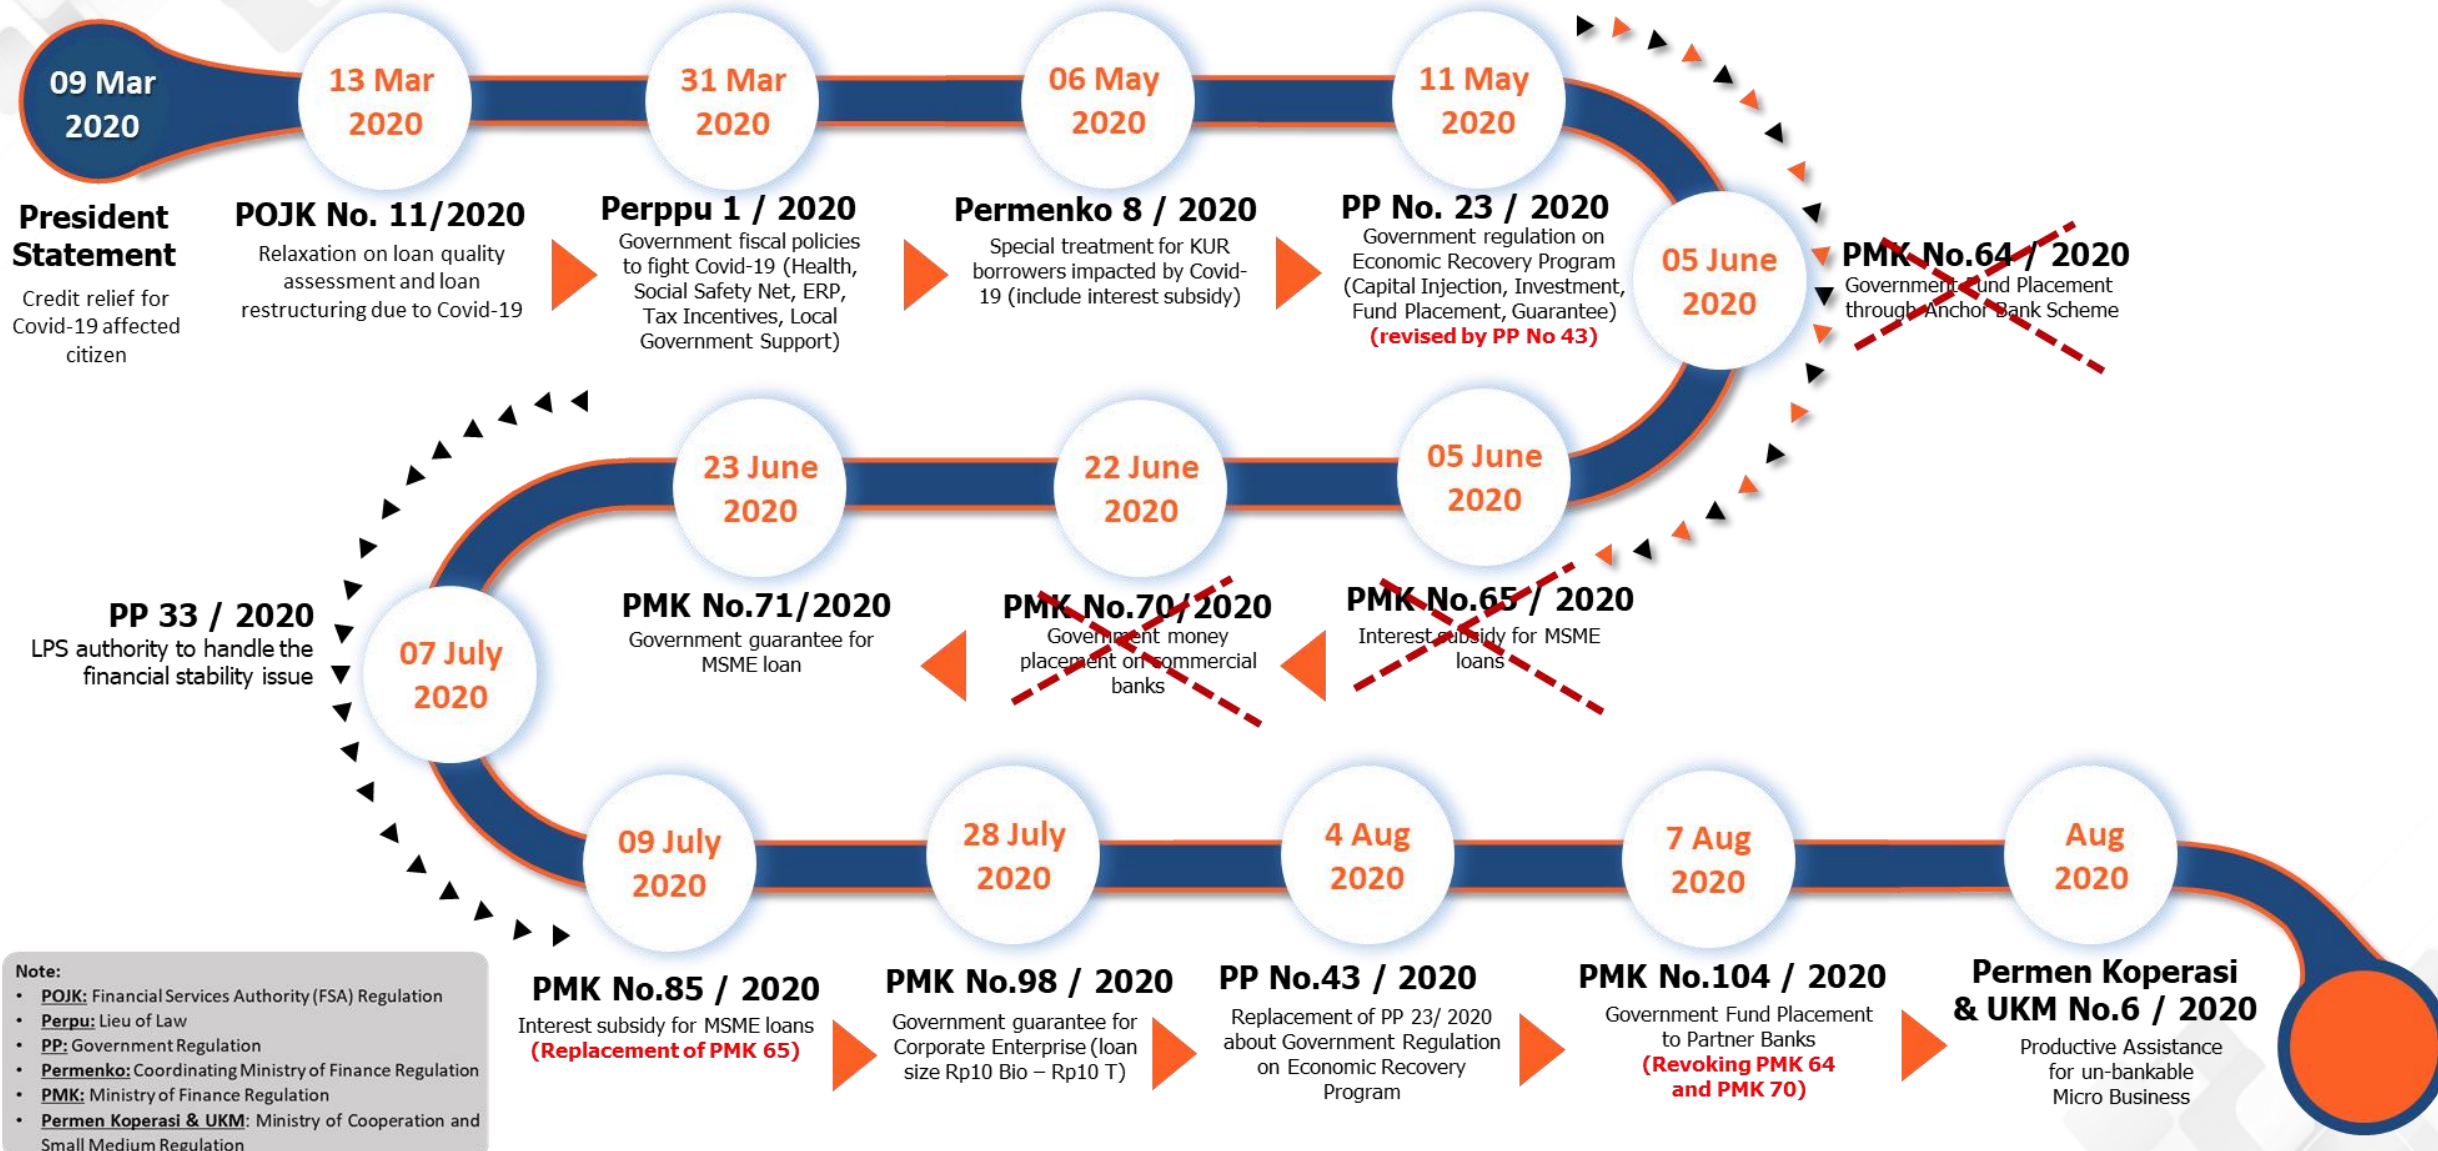 09 Mar
2020
President
Statement
Credit relief for
Covid-19 affected
citizen
13 Mar
2020
POJK No. 11/2020
Relaxation on loan quality
assessment and loan
restructuring due to Covid-19
31 Mar
2020
Perppu 1 / 2020
Government fiscal policies
to fight Covid-19 (Health,
Social Safety Net, ERP,
Tax Incentives, Local
Government Support)
06 May
2020
Permenko 8 / 2020
Special treatment for KUR
borrowers impacted by Covid-
19 (include interest subsidy)
11 May
2020
PP No. 23 / 2020
Government regulation on
Economic Recovery Program
(Capital Injection, Investment,
Fund Placement, Guarantee)
(revised by PP No 43)
05 June
2020
PMK No.64 / 2020
Government Fund Placement
through Anchor Bank Scheme
05 June
2020
PMK No.65 / 2020
Interest subsidy for MSME
loans
22 June
2020
PMK No.70/2020
Government money
placement on commercial
banks
23 June
2020
PMK No.71/2020
Government guarantee for
MSME loan
07 July
2020
PP 33 / 2020
LPS authority to handle the
financial stability issue
09 July
2020
PMK No.85 / 2020
Interest subsidy for MSME loans
(Replacement of PMK 65)
28 July
2020
PMK No.98 / 2020
Government guarantee for
Corporate Enterprise (loan
size Rp10 Bio – Rp10 T)
4 Aug
2020
PP No.43 / 2020
Replacement of PP 23/ 2020
about Government Regulation
on Economic Recovery
Program
7 Aug
2020
PMK No.104 / 2020
Government Fund Placement
to Partner Banks
(Revoking PMK 64
and PMK 70)
Aug
2020
Permen Koperasi
& UKM No.6 / 2020
Productive Assistance
for un-bankable
Micro Business
Note:
• POJK: Financial Services Authority (FSA) Regulation
• Perpu: Lieu of Law
• PP: Government Regulation
• Permenko: Coordinating Ministry of Finance Regulation
• PMK: Ministry of Finance Regulation
• Permen Koperasi & UKM: Ministry of Cooperation and
Small Medium Regulation